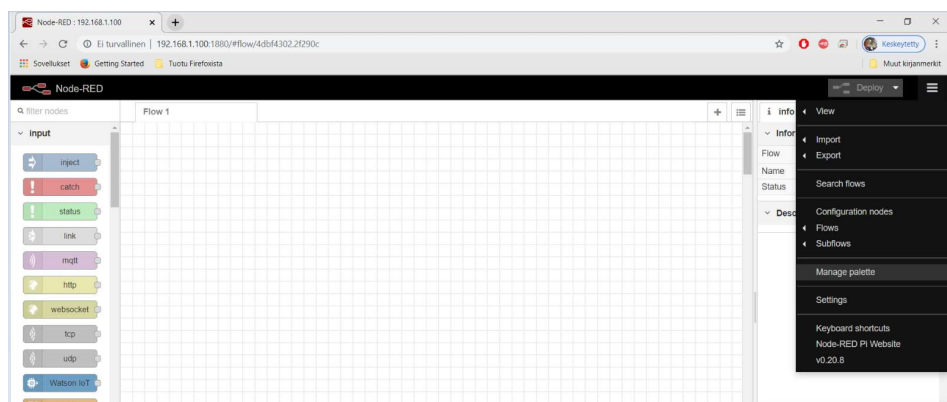 Node-RED : 192.168.1.100
Ei turvallinen | 192.168.1.100:1880/#flow/4dbf4302.2f290c
Keskeytetty
Sovellukset Getting Started Tuotu Firefoxista
Muut kirjanmerkit
Node-RED
Deploy
filter nodes
Flow 1
info
View
input
Infor
Import
inject
Flow
Export
catch
Name
Status
Search flows
status
Desc
Configuration nodes
link
Flows
Subflows
mqtt
Manage palette
http
Settings
websocket
Keyboard shortcuts
tcp
Node-RED Pi Website
udp
v0.20.8
Watson IoT